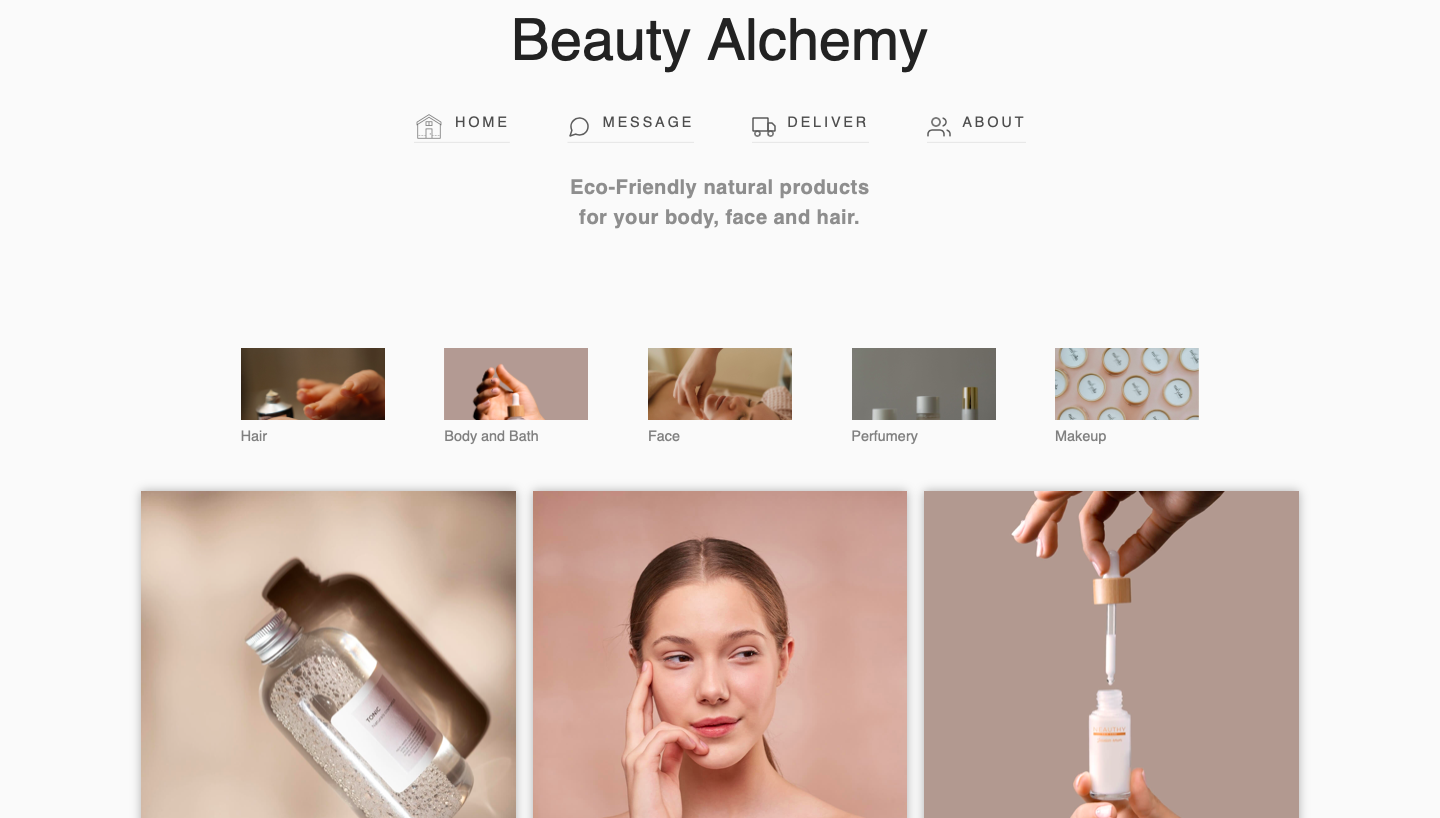 Beauty Alchemy
HOME MESSAGE DELIVER ABOUT
Eco-Friendly natural products
for your body, face and hair.
Hair Body and Bath Face Perfumery Makeup
TONIC